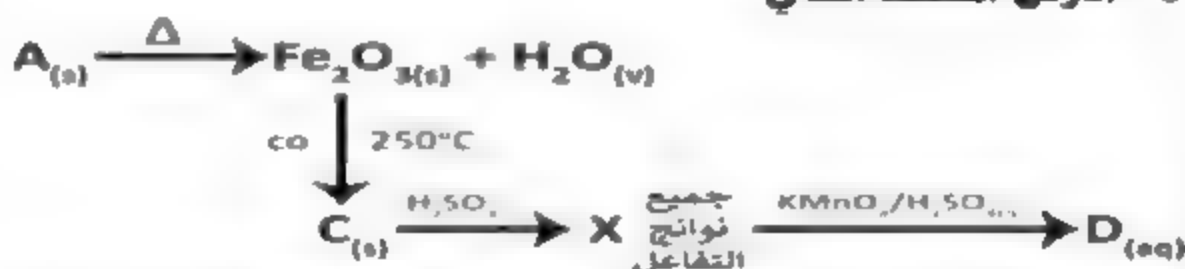 A(s) Δ Fe₂O₃(s) + H₂O(v)
co 250°C
C(s) H₂SO₄ X جميع نواتج التفاعل KMnO₄/H₂SO₄ D(aq)